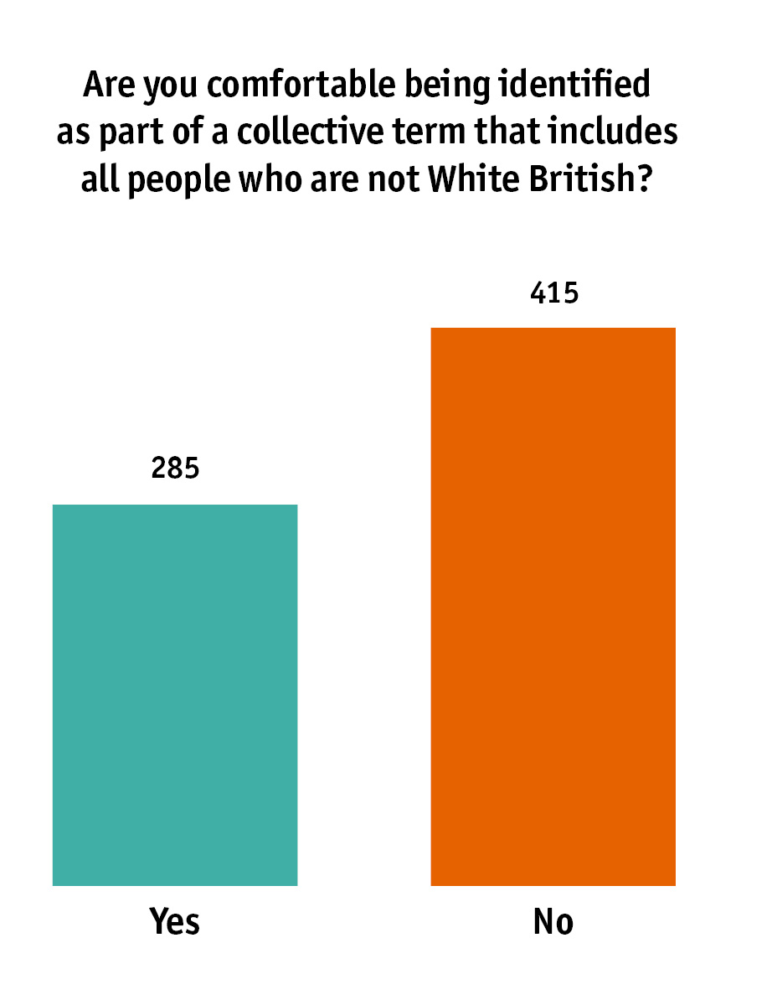 Are you comfortable being identified
as part of a collective term that includes
all people who are not White British?
415
285
Yes
No